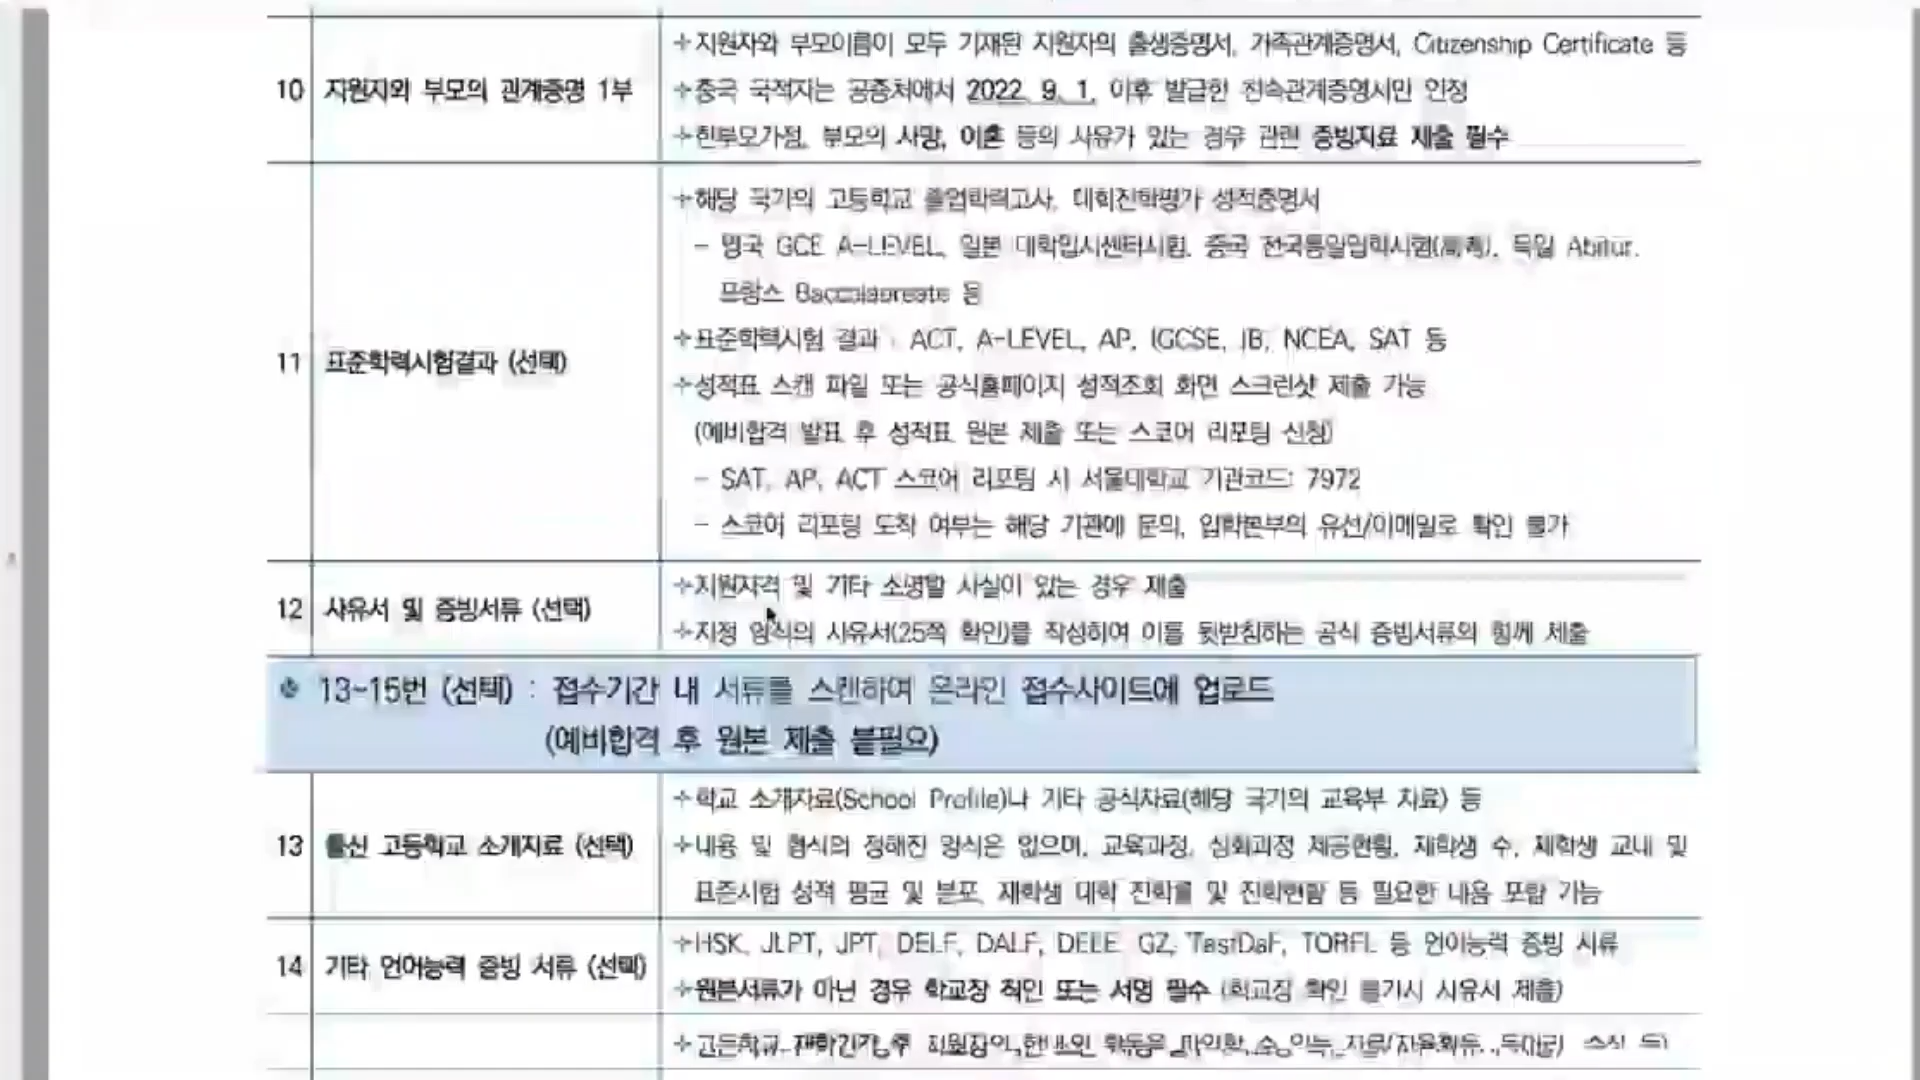 ✢지원자와 부모이름이 모두 기재된 지원자의 출생증명서, 가족관계증명서, Citizenship Certificate 등
10 지원자와 부모의 관계증명 1부
✢중국 국적자는 공증처에서 2022. 9. 1. 이후 발급한 친속관계증명서만 인정
✢한부모가정, 부모의 사망, 이혼 등의 사유가 있는 경우 관련 증빙자료 제출 필수
✢해당 국가의 고등학교 졸업학력고사, 대학진학평가 성적증명서
- 영국 GCE A-LEVEL, 일본 대학입시센터시험, 중국 전국통일입학시험(高考), 독일 Abitur,
프랑스 Baccalaureate 등
✢표준학력시험 결과 : ACT, A-LEVEL, AP, IGCSE, IB, NCEA, SAT 등
11 표준학력시험결과 (선택)
✢성적표 스캔 파일 또는 공식홈페이지 성적조회 화면 스크린샷 제출 가능
(예비합격 발표 후 성적표 원본 제출 또는 스코어 리포팅 신청)
- SAT, AP, ACT 스코어 리포팅 시 서울대학교 기관코드: 7972
- 스코어 리포팅 도착 여부는 해당 기관에 문의, 입학본부의 유선/이메일로 확인 불가
✢지원자격 및 기타 소명할 사실이 있는 경우 제출
12 사유서 및 증빙서류 (선택)
✢지정 양식의 사유서(25쪽 확인)를 작성하여 이를 뒷받침하는 공식 증빙서류와 함께 제출
13~15번 (선택) : 접수기간 내 서류를 스캔하여 온라인 접수사이트에 업로드
(예비합격 후 원본 제출 불필요)
✢학교 소개자료(School Profile)나 기타 공식자료(해당 국가의 교육부 자료) 등
13 출신 고등학교 소개자료 (선택)
✢내용 및 형식의 정해진 양식은 없으며, 교육과정, 심화과정 제공현황, 재학생 수, 재학생 교내 및
표준시험 성적 평균 및 분포, 재학생 대학 진학률 및 진학현황 등 필요한 내용 포함 가능
✢HSK, JLPT, JPT, DELF, DALF, DELE, GZ, TestDaF, TORFL 등 언어능력 증빙 서류
14 기타 언어능력 증빙 서류 (선택)
✢원본서류가 아닌 경우 학교장 직인 또는 서명 필수 (학교장 확인 불가시 사유서 제출)
✢고등학교 재학기간 중